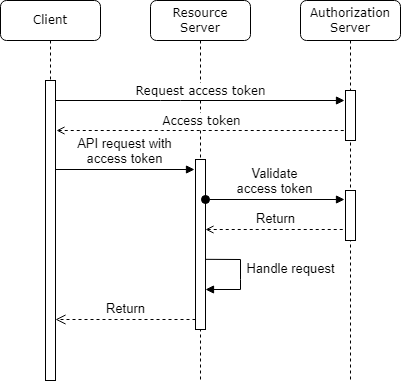 Client
Resource
Server
Authorization
Server
Request access token
Access token
API request with
access token
Validate
access token
Return
Handle request
Return